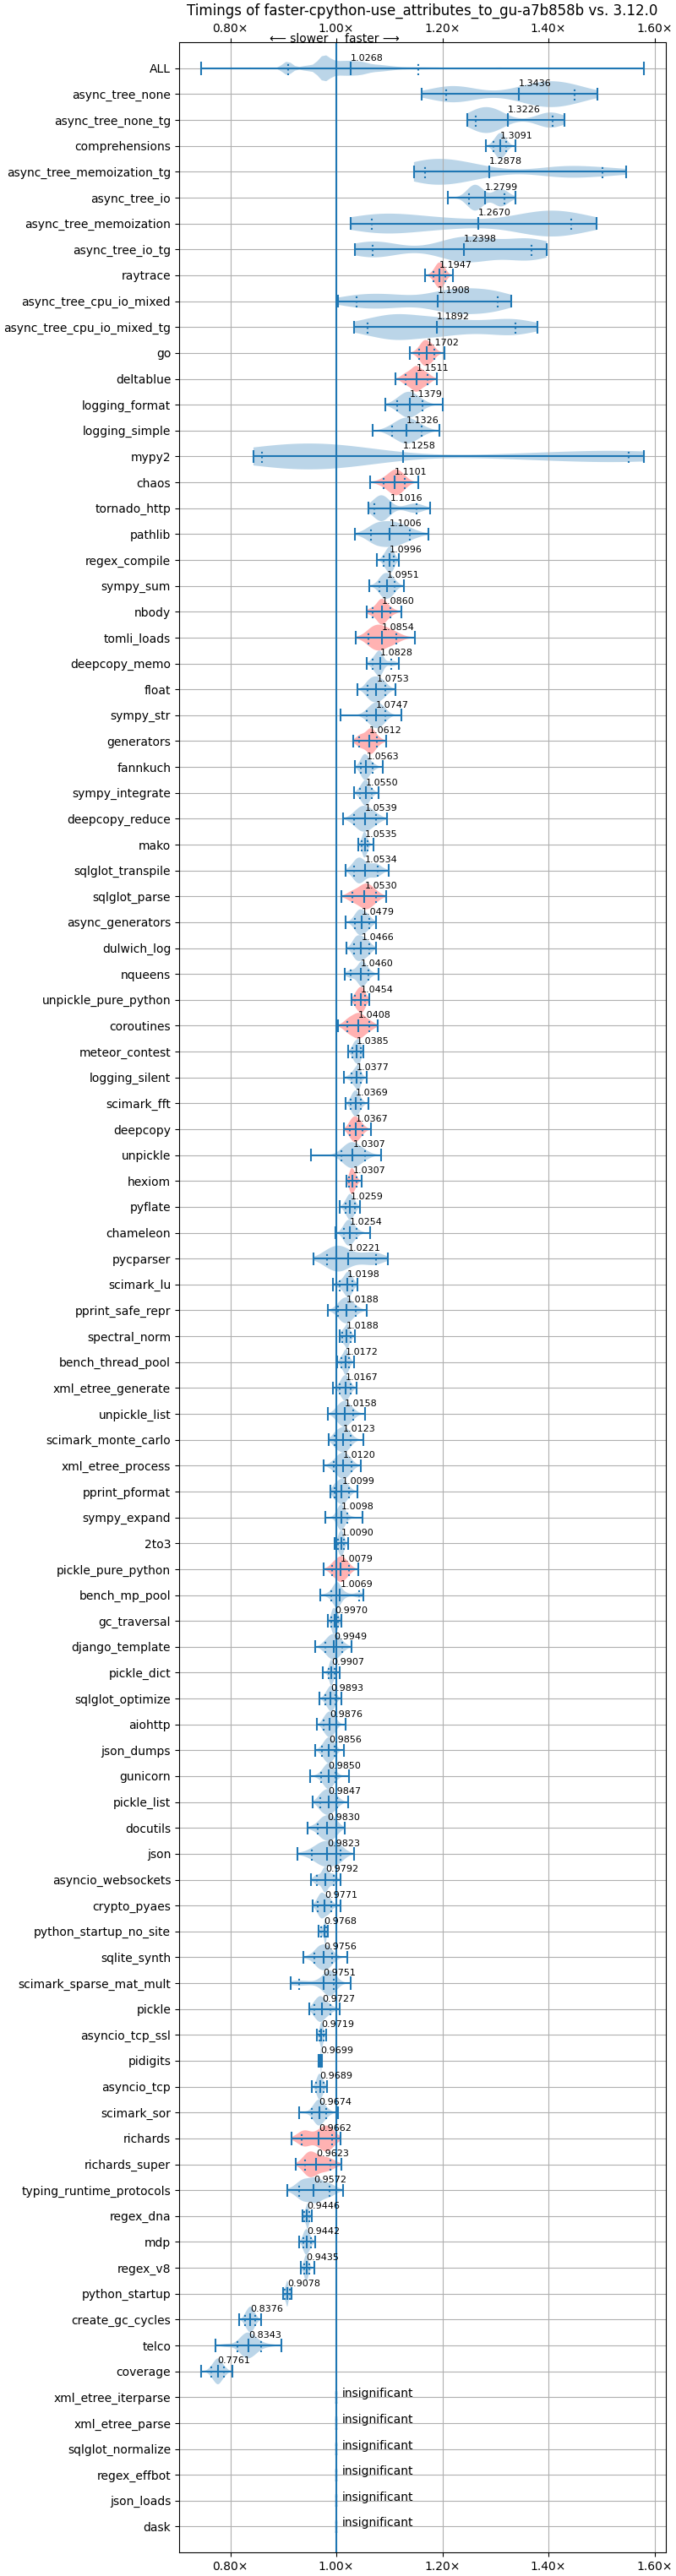 Timings of faster-cpython-use_attributes_to_gu-a7b858b vs. 3.12.0
0.80× 1.00× 1.20× 1.40× 1.60×
⟵ slower faster ⟶
ALL 1.0268
async_tree_none 1.3436
async_tree_none_tg 1.3226
comprehensions 1.3091
async_tree_memoization_tg 1.2878
async_tree_io 1.2799
async_tree_memoization 1.2670
async_tree_io_tg 1.2398
raytrace 1.1947
async_tree_cpu_io_mixed 1.1908
async_tree_cpu_io_mixed_tg 1.1892
go 1.1702
deltablue 1.1511
logging_format 1.1379
logging_simple 1.1326
mypy2 1.1258
chaos 1.1101
tornado_http 1.1016
pathlib 1.1006
regex_compile 1.0996
sympy_sum 1.0951
nbody 1.0860
tomli_loads 1.0854
deepcopy_memo 1.0828
float 1.0753
sympy_str 1.0747
generators 1.0612
fannkuch 1.0563
sympy_integrate 1.0550
deepcopy_reduce 1.0539
mako 1.0535
sqlglot_transpile 1.0534
sqlglot_parse 1.0530
async_generators 1.0479
dulwich_log 1.0466
nqueens 1.0460
unpickle_pure_python 1.0454
coroutines 1.0408
meteor_contest 1.0385
logging_silent 1.0377
scimark_fft 1.0369
deepcopy 1.0367
unpickle 1.0307
hexiom 1.0307
pyflate 1.0259
chameleon 1.0254
pycparser 1.0221
scimark_lu 1.0198
pprint_safe_repr 1.0188
spectral_norm 1.0188
bench_thread_pool 1.0172
xml_etree_generate 1.0167
unpickle_list 1.0158
scimark_monte_carlo 1.0123
xml_etree_process 1.0120
pprint_pformat 1.0099
sympy_expand 1.0098
2to3 1.0090
pickle_pure_python 1.0079
bench_mp_pool 1.0069
gc_traversal 0.9970
django_template 0.9949
pickle_dict 0.9907
sqlglot_optimize 0.9893
aiohttp 0.9876
json_dumps 0.9856
gunicorn 0.9850
pickle_list 0.9847
docutils 0.9830
json 0.9823
asyncio_websockets 0.9792
crypto_pyaes 0.9771
python_startup_no_site 0.9768
sqlite_synth 0.9756
scimark_sparse_mat_mult 0.9751
pickle 0.9727
asyncio_tcp_ssl 0.9719
pidigits 0.9699
asyncio_tcp 0.9689
scimark_sor 0.9674
richards 0.9662
richards_super 0.9623
typing_runtime_protocols 0.9572
regex_dna 0.9446
mdp 0.9442
regex_v8 0.9435
python_startup 0.9078
create_gc_cycles 0.8376
telco 0.8343
coverage 0.7761
xml_etree_iterparse insignificant
xml_etree_parse insignificant
sqlglot_normalize insignificant
regex_effbot insignificant
json_loads insignificant
dask insignificant
0.80× 1.00× 1.20× 1.40× 1.60×